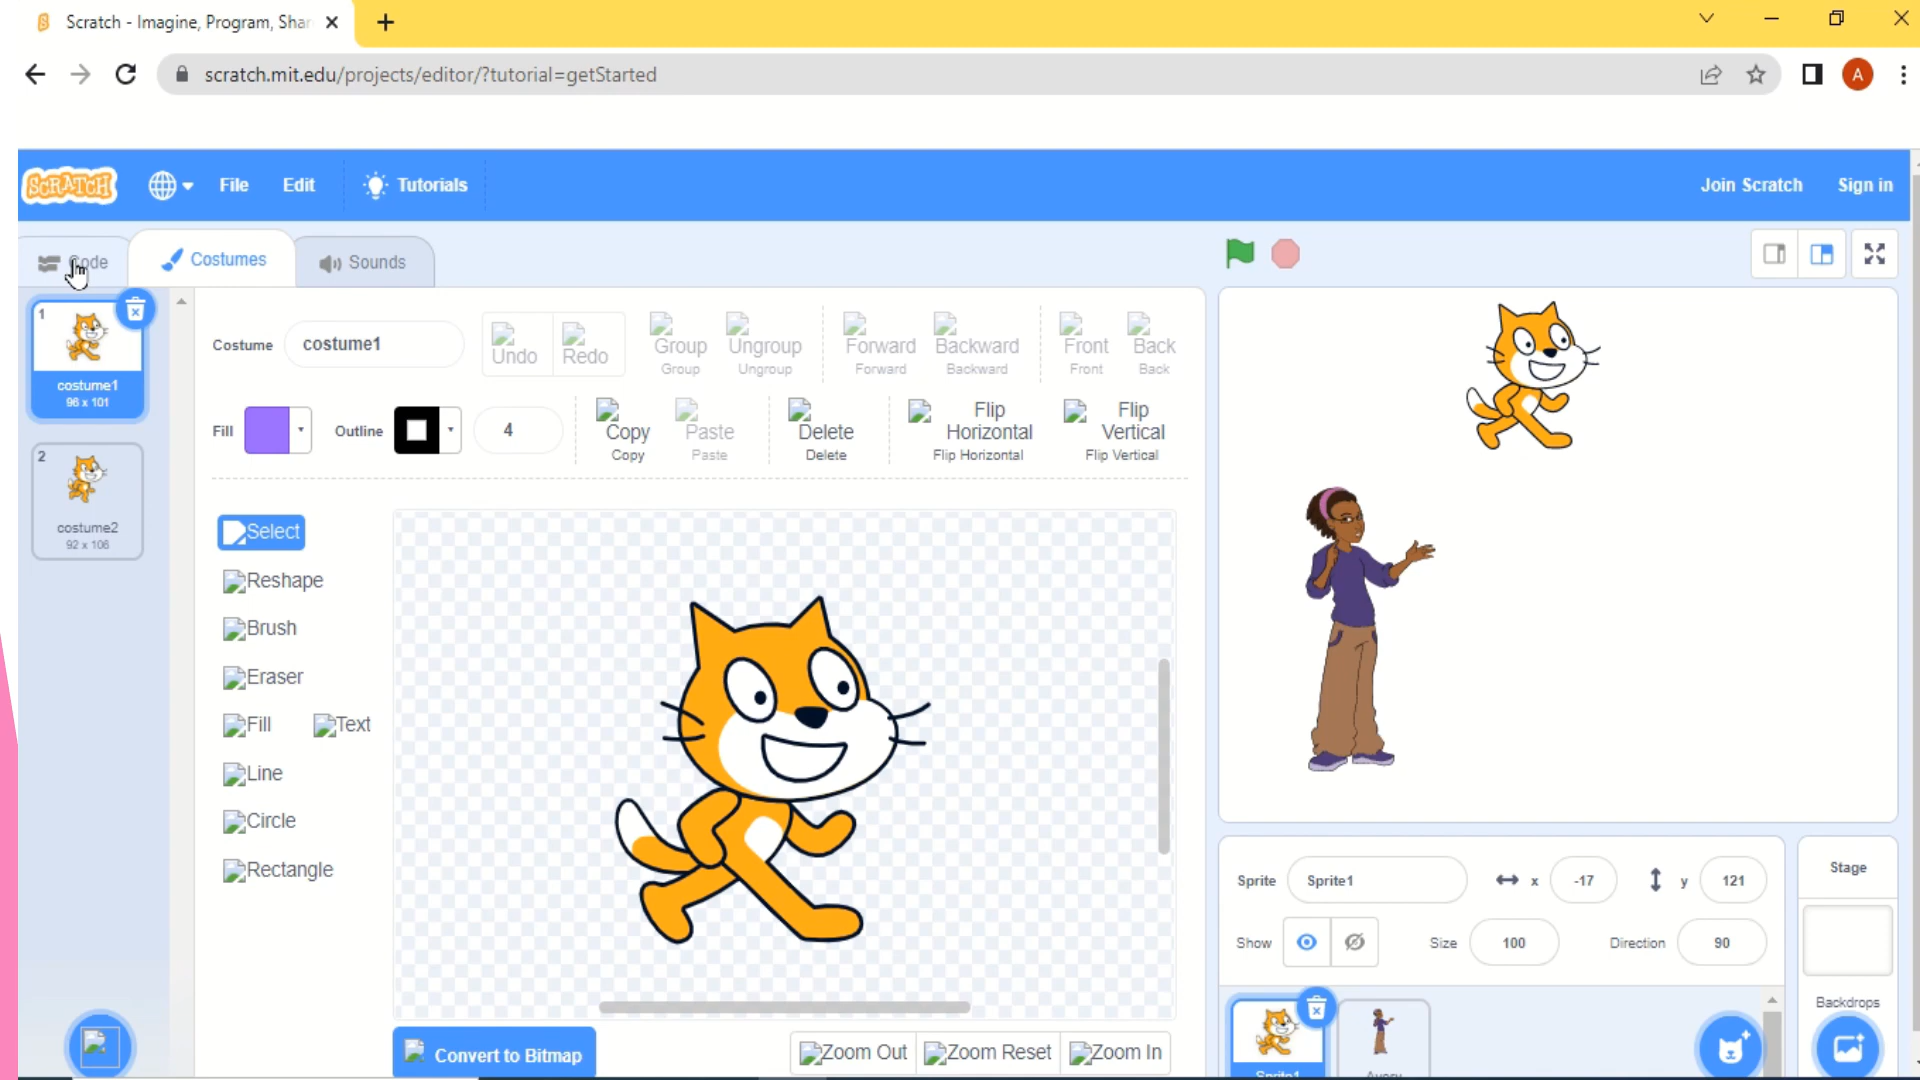 Scratch - Imagine, Program, Shar
scratch.mit.edu/projects/editor/?tutorial=getStarted
A
SCRATCH
File
Edit
Tutorials
Join Scratch
Sign in
Code
Costumes
Sounds
1
costume1
96 x 101
2
costume2
92 x 106
Costume
costume1
Undo
Redo
Group
Group
Ungroup
Ungroup
Forward
Forward
Backward
Backward
Front
Front
Back
Back
Fill
Outline
4
Copy
Copy
Paste
Paste
Delete
Delete
Flip
Horizontal
Flip Horizontal
Flip
Vertical
Flip Vertical
Select
Reshape
Brush
Eraser
Fill
Text
Line
Circle
Rectangle
Convert to Bitmap
Zoom Out
Zoom Reset
Zoom In
Sprite
Sprite1
x
-17
y
121
Show
Size
100
Direction
90
Sprite1
Avery
Stage
Backdrops